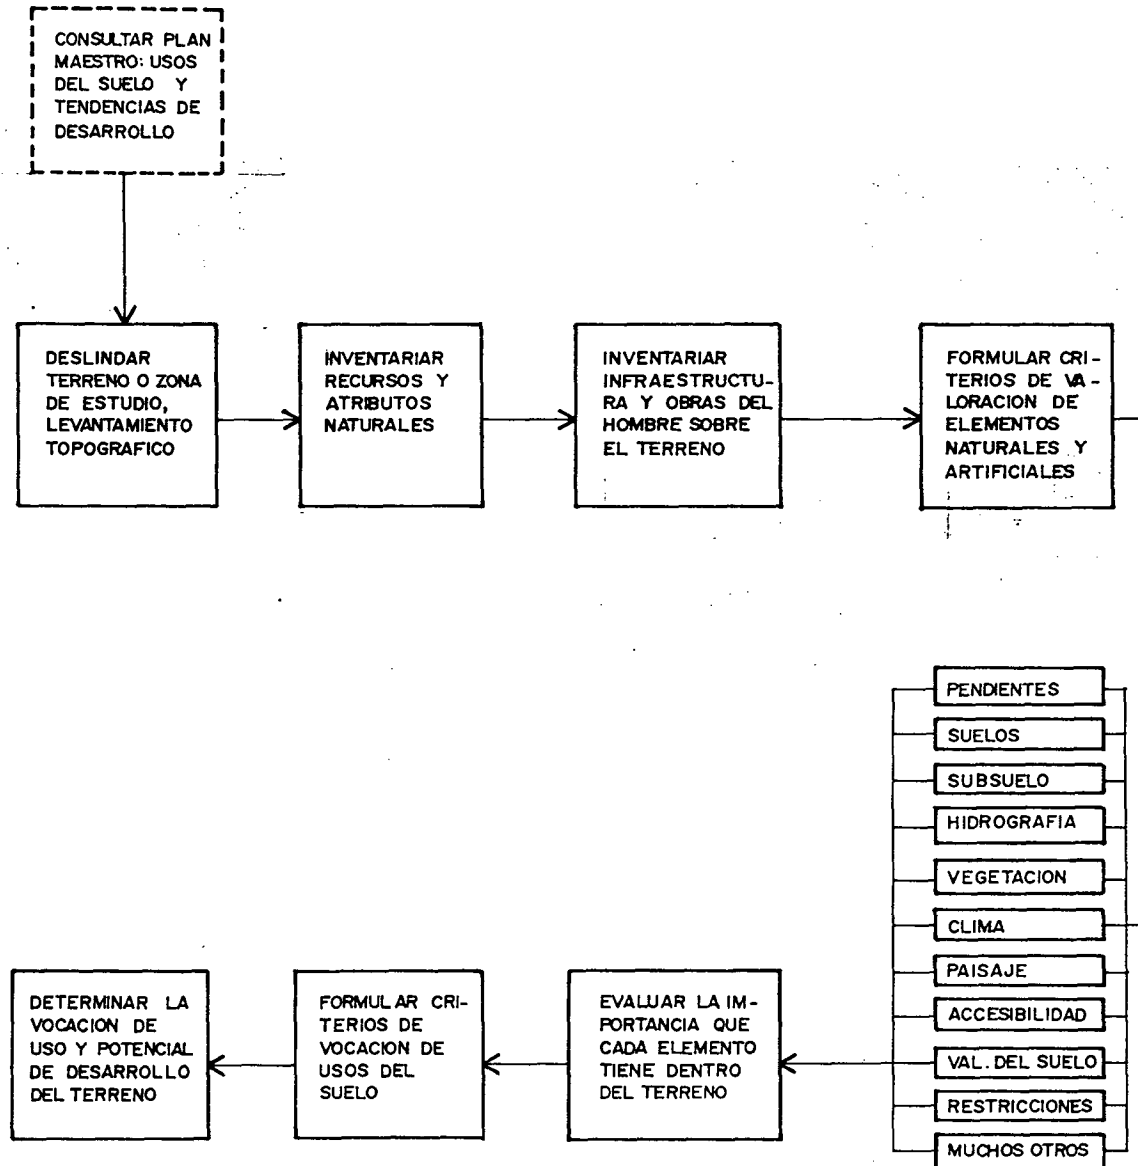 CONSULTAR PLAN
MAESTRO: USOS
DEL SUELO Y
TENDENCIAS DE
DESARROLLO
DESLINDAR
TERRENO O ZONA
DE ESTUDIO,
LEVANTAMIENTO
TOPOGRAFICO
INVENTARIAR
RECURSOS Y
ATRIBUTOS
NATURALES
INVENTARIAR
INFRAESTRUCTU-
RA Y OBRAS DEL
HOMBRE SOBRE
EL TERRENO
FORMULAR CRI-
TERIOS DE VA-
LORACION DE
ELEMENTOS
NATURALES Y
ARTIFICIALES
PENDIENTES
SUELOS
SUBSUELO
HIDROGRAFIA
VEGETACION
CLIMA
PAISAJE
ACCESIBILIDAD
VAL. DEL SUELO
RESTRICCIONES
MUCHOS OTROS
EVALUAR LA IM-
PORTANCIA QUE
CADA ELEMENTO
TIENE DENTRO
DEL TERRENO
FORMULAR CRI-
TERIOS DE
VOCACION DE
USOS DEL
SUELO
DETERMINAR LA
VOCACION DE
USO Y POTENCIAL
DE DESARROLLO
DEL TERRENO